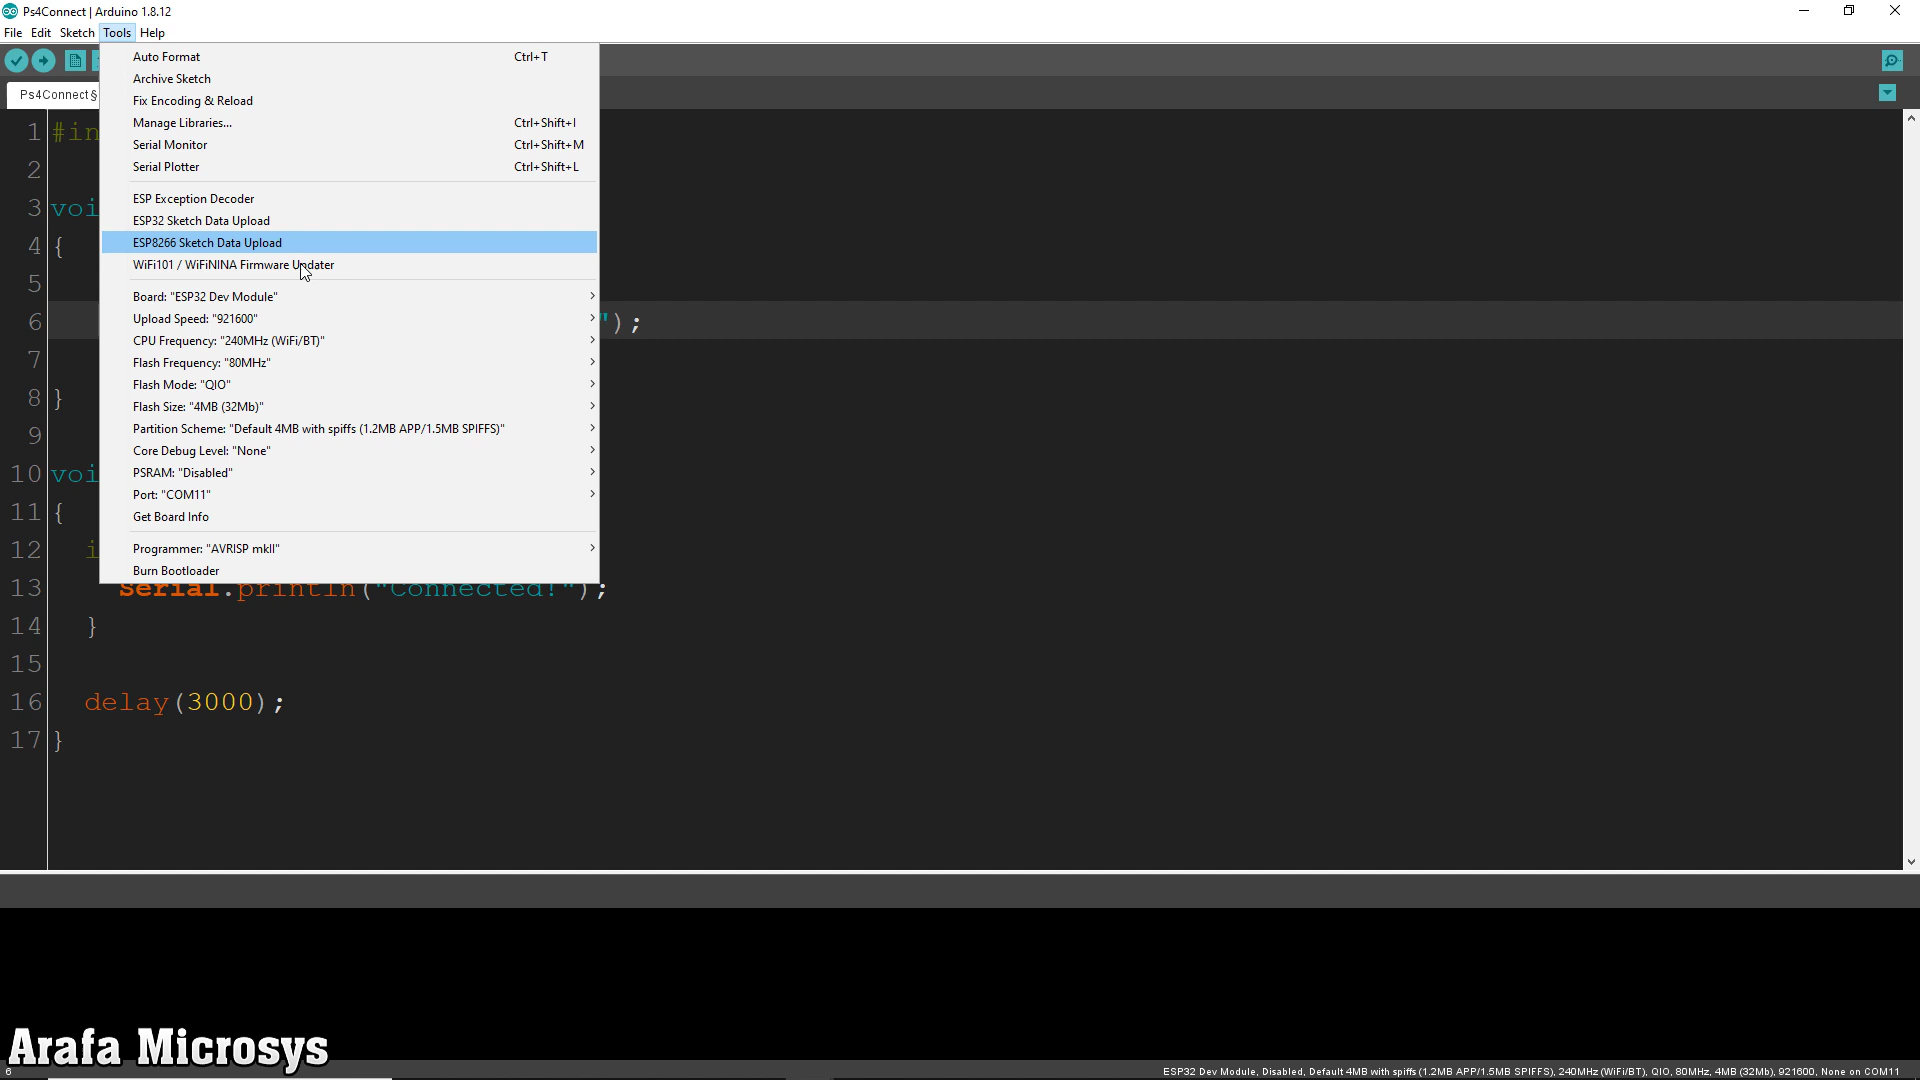 Ps4Connect | Arduino 1.8.12
File Edit Sketch Tools Help
Auto Format Ctrl+T
Archive Sketch
Fix Encoding & Reload
Manage Libraries... Ctrl+Shift+I
Serial Monitor Ctrl+Shift+M
Serial Plotter Ctrl+Shift+L
ESP Exception Decoder
ESP32 Sketch Data Upload
ESP8266 Sketch Data Upload
WiFi101 / WiFiNINA Firmware Updater
Board: "ESP32 Dev Module"
Upload Speed: "921600"
CPU Frequency: "240MHz (WiFi/BT)"
Flash Frequency: "80MHz"
Flash Mode: "QIO"
Flash Size: "4MB (32Mb)"
Partition Scheme: "Default 4MB with spiffs (1.2MB APP/1.5MB SPIFFS)"
Core Debug Level: "None"
PSRAM: "Disabled"
Port: "COM11"
Get Board Info
Programmer: "AVRISP mkII"
Burn Bootloader
Ps4Connect§
1 #in
2
3 voi
4 {
5
6 ");
7
8 }
9
10 voi
11 {
12 i
13 Serial.println("Connected!");
14 }
15
16 delay(3000);
17 }
Arafa Microsys
6 ESP32 Dev Module, Disabled, Default 4MB with spiffs (1.2MB APP/1.5MB SPIFFS), 240MHz (WiFi/BT), QIO, 80MHz, 4MB (32Mb), 921600, None on COM11